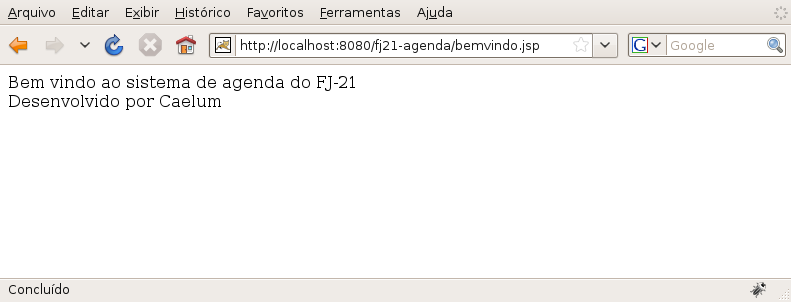 Arquivo Editar Exibir Histórico Favoritos Ferramentas Ajuda
http://localhost:8080/fj21-agenda/bemvindo.jsp G Google
Bem vindo ao sistema de agenda do FJ-21
Desenvolvido por Caelum
Concluído